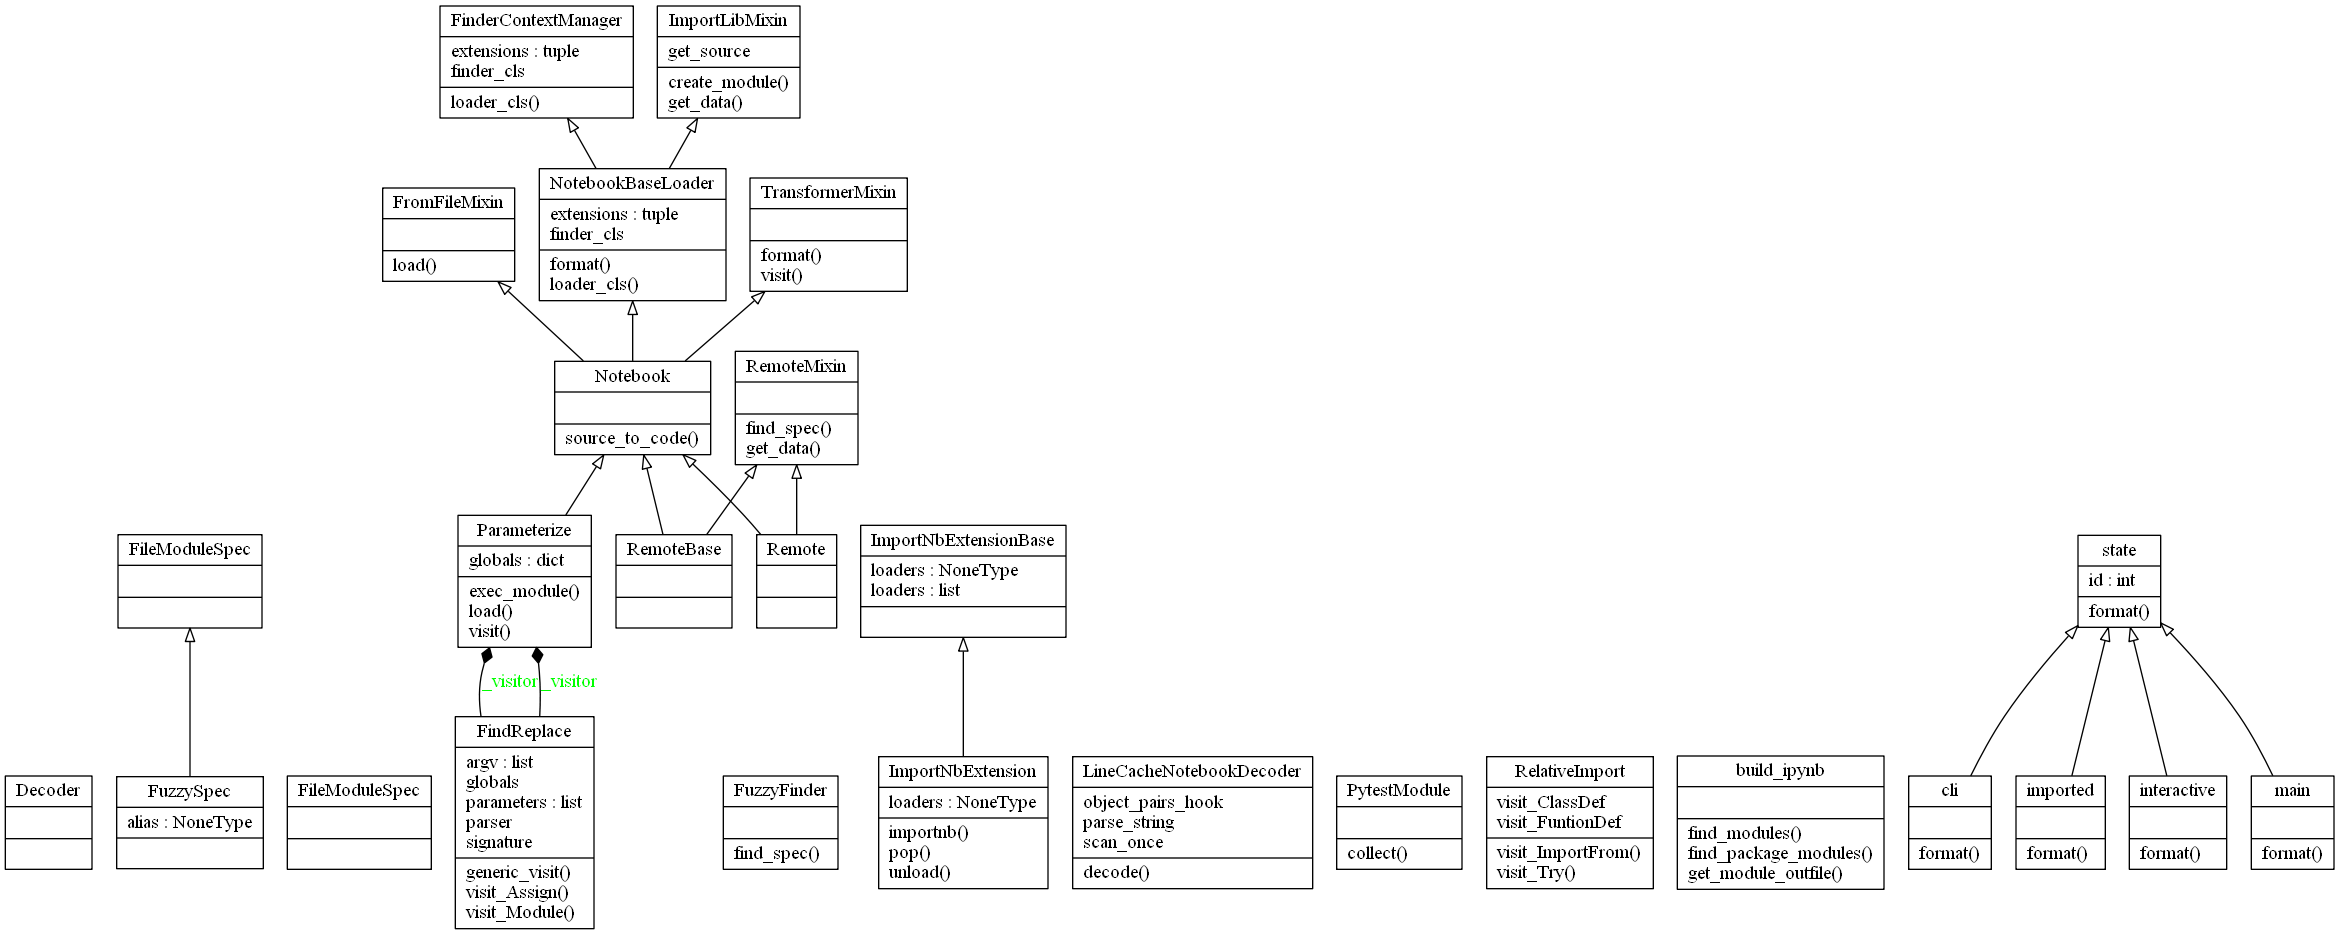 FinderContextManager
extensions : tuple
finder_cls
loader_cls()
ImportLibMixin
get_source
create_module()
get_data()
FromFileMixin
load()
NotebookBaseLoader
extensions : tuple
finder_cls
format()
loader_cls()
TransformerMixin
format()
visit()
Notebook
source_to_code()
RemoteMixin
find_spec()
get_data()
FileModuleSpec
Parameterize
globals : dict
exec_module()
load()
visit()
RemoteBase
Remote
ImportNbExtensionBase
loaders : NoneType
loaders : list
state
id : int
format()
_visitor
_visitor
Decoder
FuzzySpec
alias : NoneType
FileModuleSpec
FindReplace
argv : list
globals
parameters : list
parser
signature
generic_visit()
visit_Assign()
visit_Module()
FuzzyFinder
find_spec()
ImportNbExtension
loaders : NoneType
importnb()
pop()
unload()
LineCacheNotebookDecoder
object_pairs_hook
parse_string
scan_once
decode()
PytestModule
collect()
RelativeImport
visit_ClassDef
visit_FuntionDef
visit_ImportFrom()
visit_Try()
build_ipynb
find_modules()
find_package_modules()
get_module_outfile()
cli
format()
imported
format()
interactive
format()
main
format()